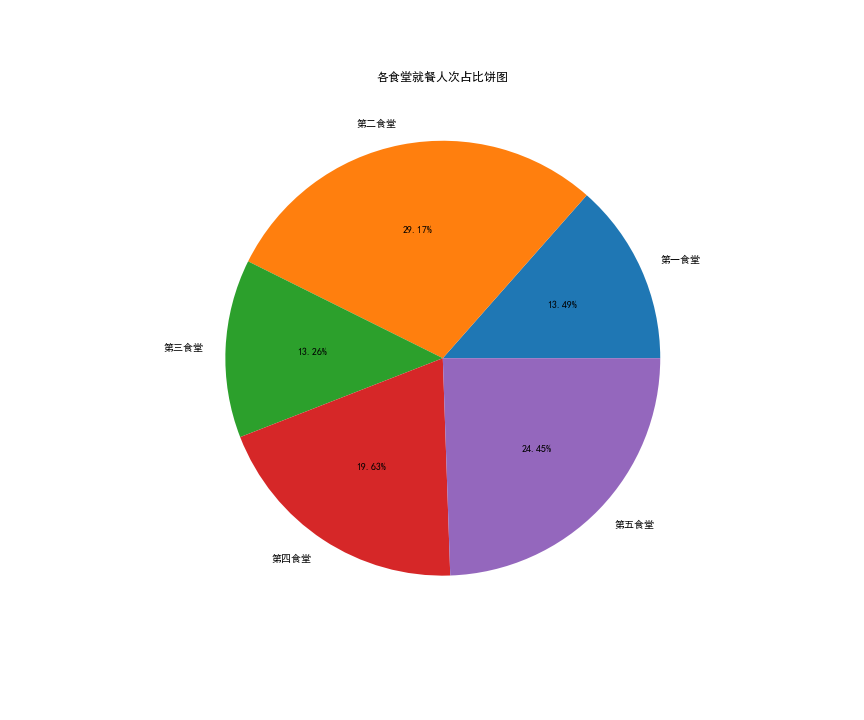 各食堂就餐人次占比饼图
第二食堂
29.17%
第一食堂
13.49%
第三食堂
13.26%
24.45%
19.63%
第五食堂
第四食堂